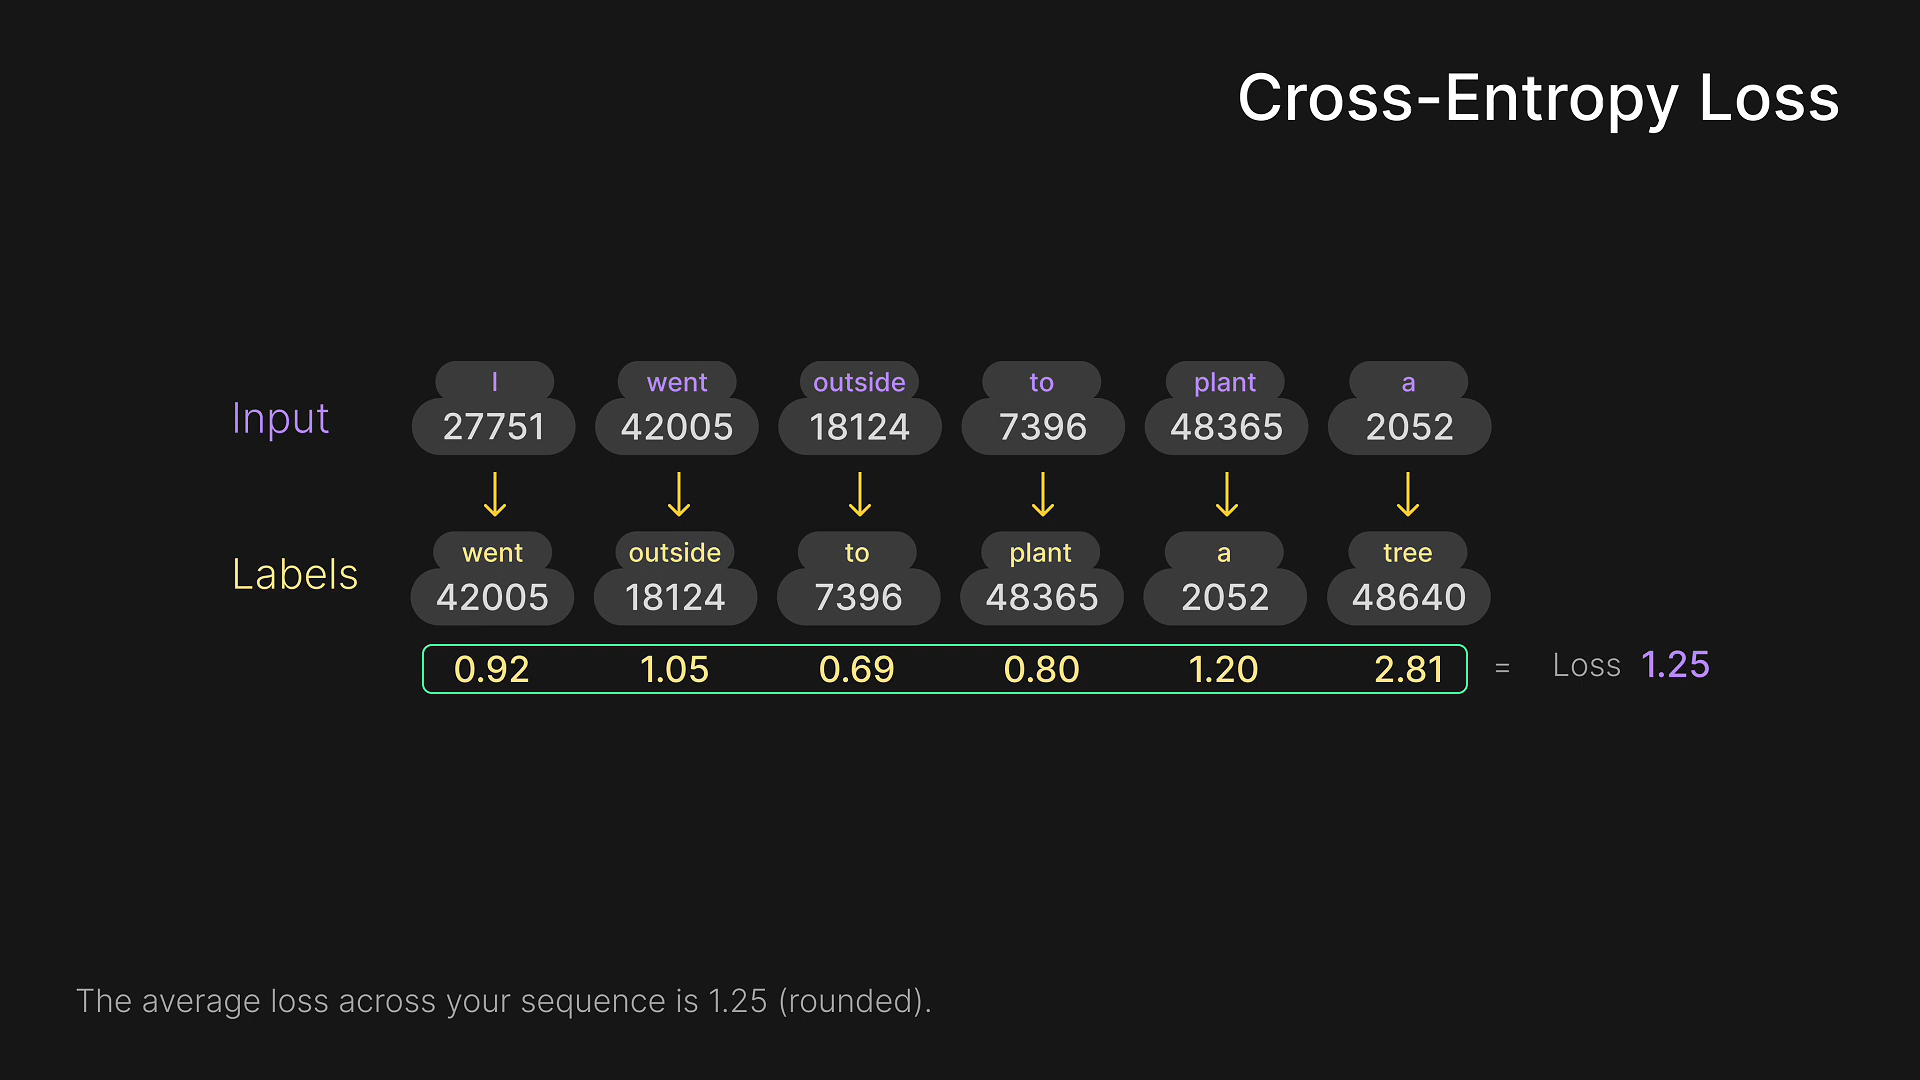 Cross-Entropy Loss
I went outside to plant a
Input 27751 42005 18124 7396 48365 2052
went outside to plant a tree
Labels 42005 18124 7396 48365 2052 48640
0.92 1.05 0.69 0.80 1.20 2.81 = Loss 1.25
The average loss across your sequence is 1.25 (rounded).